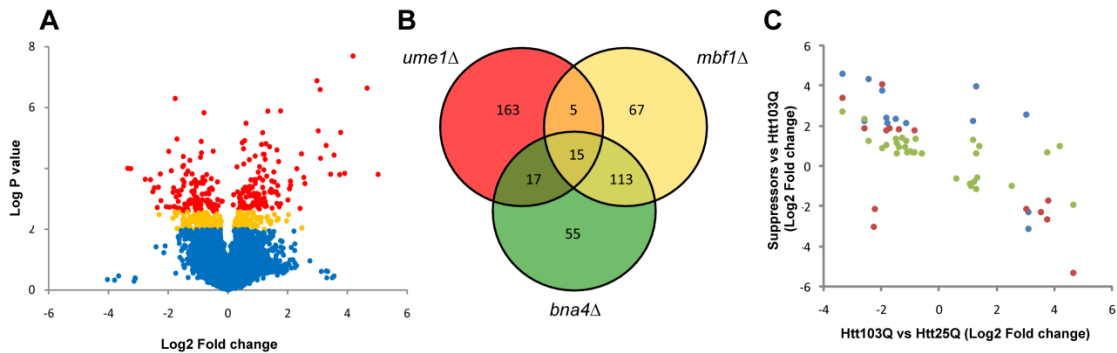 A
Log P value
8
6
4
2
0
-6
-4
-2
0
2
4
6
Log2 Fold change
B
ume1Δ
mbf1Δ
163
5
67
15
17
113
55
bna4Δ
C
Suppressors vs Htt103Q
(Log2 Fold change)
6
4
2
0
-2
-4
-6
-4
-2
0
2
4
6
Htt103Q vs Htt25Q (Log2 Fold change)